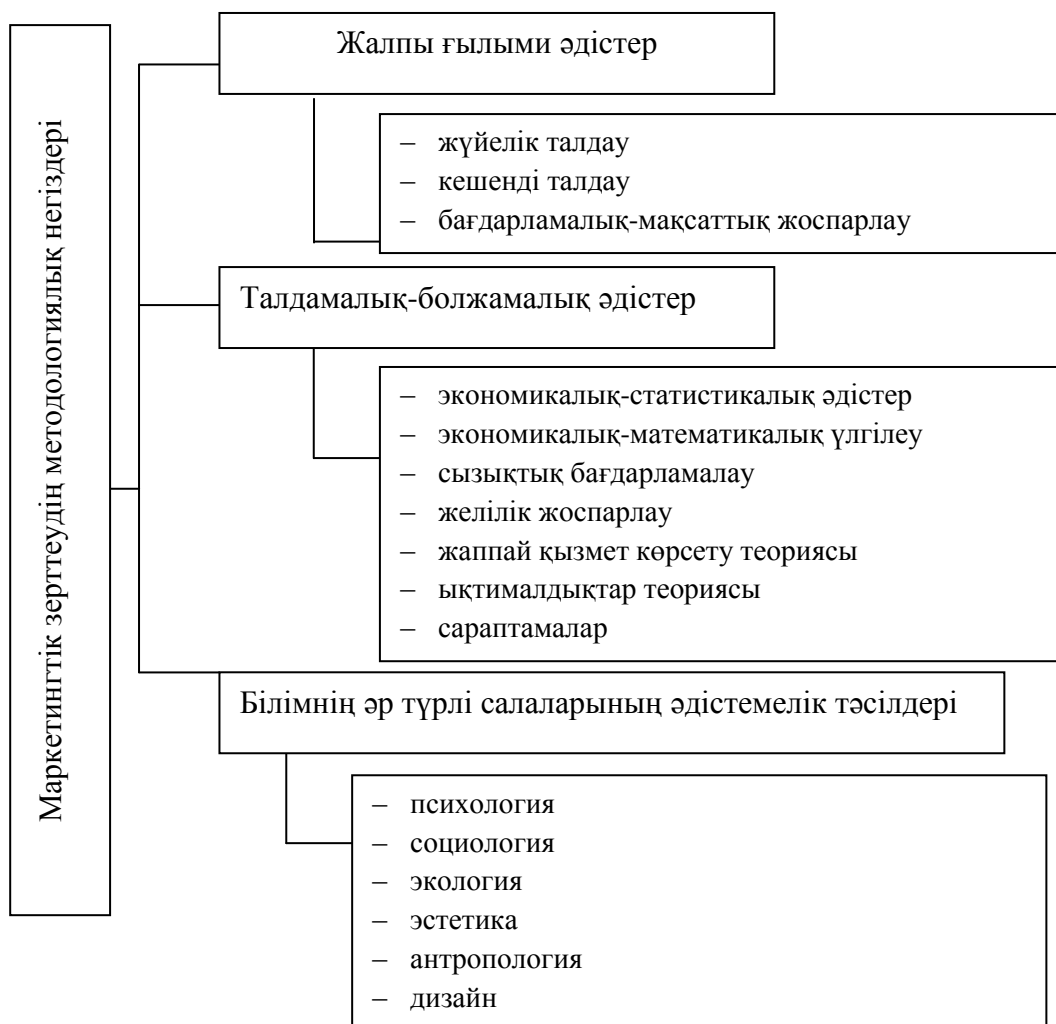 Маркетингтік зерттеудің методологиялық негіздері
Жалпы ғылыми әдістер
– жүйелік талдау
– кешенді талдау
– бағдарламалық-мақсаттық жоспарлау
Талдамалық-болжамалық әдістер
– экономикалық-статистикалық әдістер
– экономикалық-математикалық үлгілеу
– сызықтық бағдарламалау
– желілік жоспарлау
– жаппай қызмет көрсету теориясы
– ықтималдықтар теориясы
– сараптамалар
Білімнің әр түрлі салаларының әдістемелік тәсілдері
– психология
– социология
– экология
– эстетика
– антропология
– дизайн